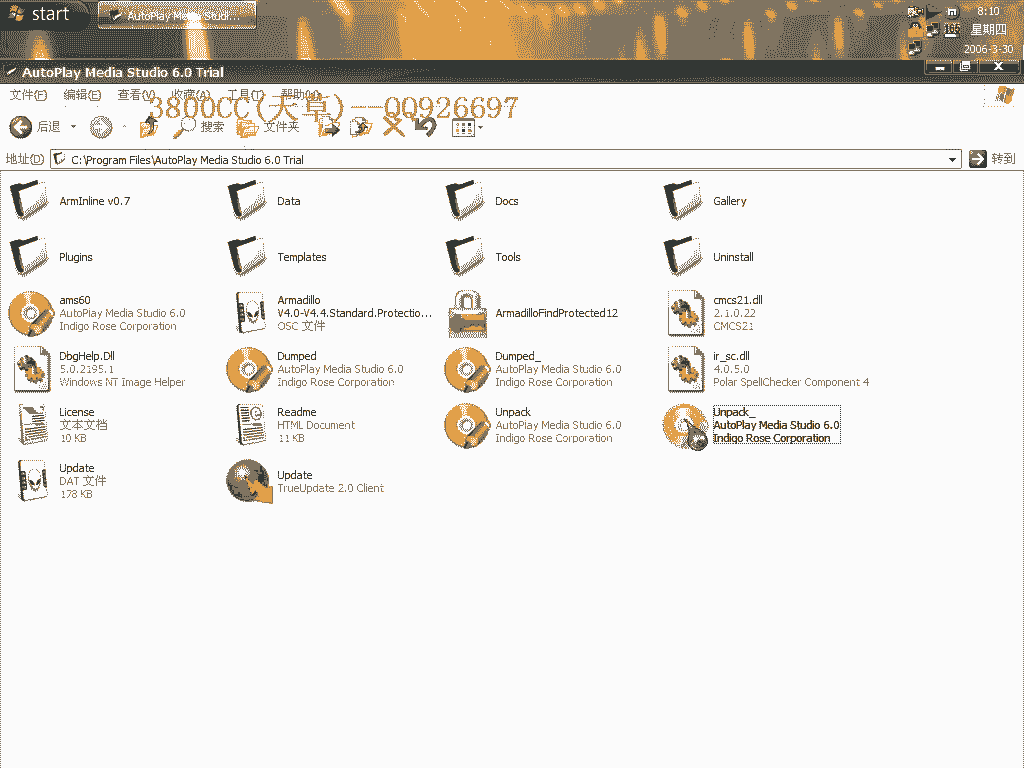 start
AutoPlay Media Studi...
8:10
星期四
2006-3-30
AutoPlay Media Studio 6.0 Trial
文件(F) 编辑(E) 查看(V) 收藏(A) 工具(T) 帮助(H)
3800CC(天草)--QQ926697
后退 搜索 文件夹
地址(D) C:\Program Files\AutoPlay Media Studio 6.0 Trial 转到
ArmInline v0.7
Data
Docs
Gallery
Plugins
Templates
Tools
Uninstall
ams60
AutoPlay Media Studio 6.0
Indigo Rose Corporation
Armadillo
V4.0-V4.4.Standard.Protectio...
OSC 文件
ArmadilloFindProtected12
cmcs21.dll
2.1.0.22
CMCS21
DbgHelp.Dll
5.0.2195.1
Windows NT Image Helper
Dumped
AutoPlay Media Studio 6.0
Indigo Rose Corporation
Dumped_
AutoPlay Media Studio 6.0
Indigo Rose Corporation
ir_sc.dll
4.0.5.0
Polar SpellChecker Component 4
License
文本文档
10 KB
Readme
HTML Document
11 KB
Unpack
AutoPlay Media Studio 6.0
Indigo Rose Corporation
Unpack_
AutoPlay Media Studio 6.0
Indigo Rose Corporation
Update
DAT 文件
178 KB
Update
TrueUpdate 2.0 Client